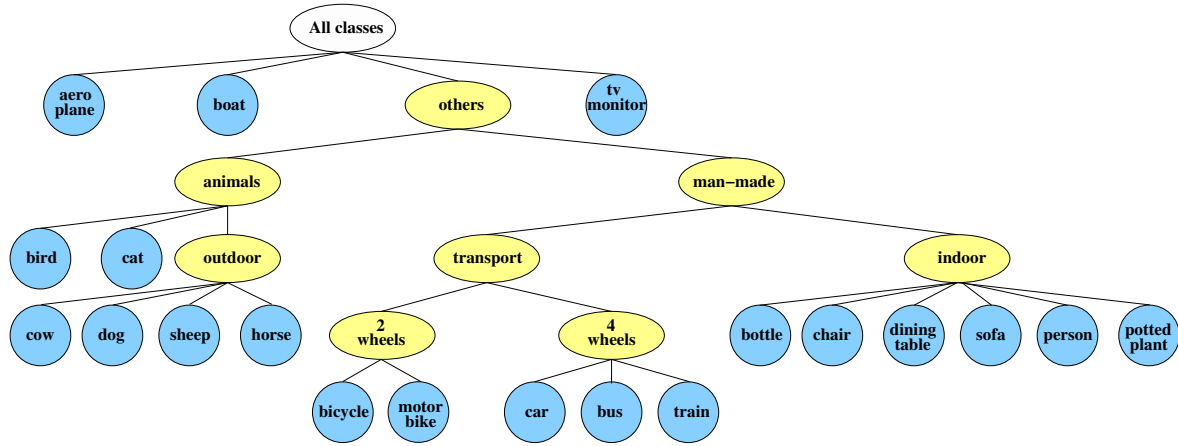 All classes
aero
plane
boat
others
tv
monitor
animals
man−made
bird
cat
outdoor
transport
indoor
cow
dog
sheep
horse
2
wheels
4
wheels
bottle
chair
dining
table
sofa
person
potted
plant
bicycle
motor
bike
car
bus
train